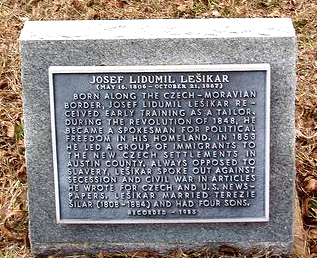 JOSEF LIDUMIL LEŠIKAR
(MAY 16, 1806 – OCTOBER 21, 1887)
BORN ALONG THE CZECH-MORAVIAN
BORDER, JOSEF LIDUMIL LEŠIKAR RE-
CEIVED EARLY TRAINING AS A TAILOR.
DURING THE REVOLUTION OF 1848, HE
BECAME A SPOKESMAN FOR POLITICAL
FREEDOM IN HIS HOMELAND. IN 1853
HE LED A GROUP OF IMMIGRANTS TO
THE NEW CZECH SETTLEMENTS IN
AUSTIN COUNTY. ALWAYS OPPOSED TO
SLAVERY, LEŠIKAR SPOKE OUT AGAINST
SECESSION AND CIVIL WAR IN ARTICLES
HE WROTE FOR CZECH AND U.S. NEWS-
PAPERS. LEŠIKAR MARRIED TEREZIE
SILAR (1808-1884) AND HAD FOUR SONS.
RECORDED – 1983